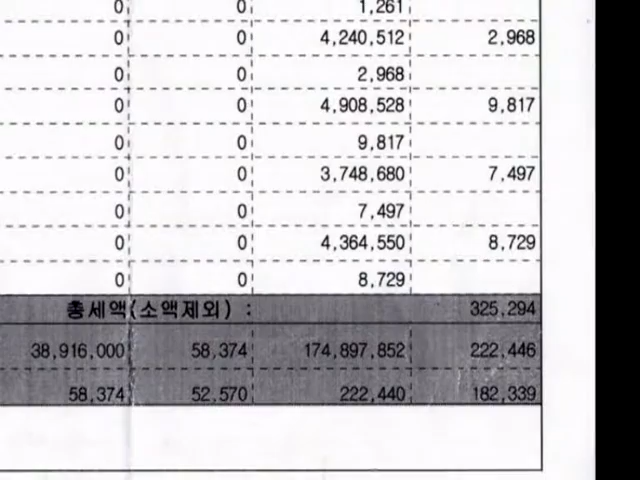 0 0 1,261
0 0 4,240,512 2,968
0 0 2,968
0 0 4,908,528 9,817
0 0 9,817
0 0 3,748,680 7,497
0 0 7,497
0 0 4,364,550 8,729
0 0 8,729
총세액(소액제외) : 325,294
38,916,000 58,374 174,897,852 222,446
58,374 52,570 222,440 182,339